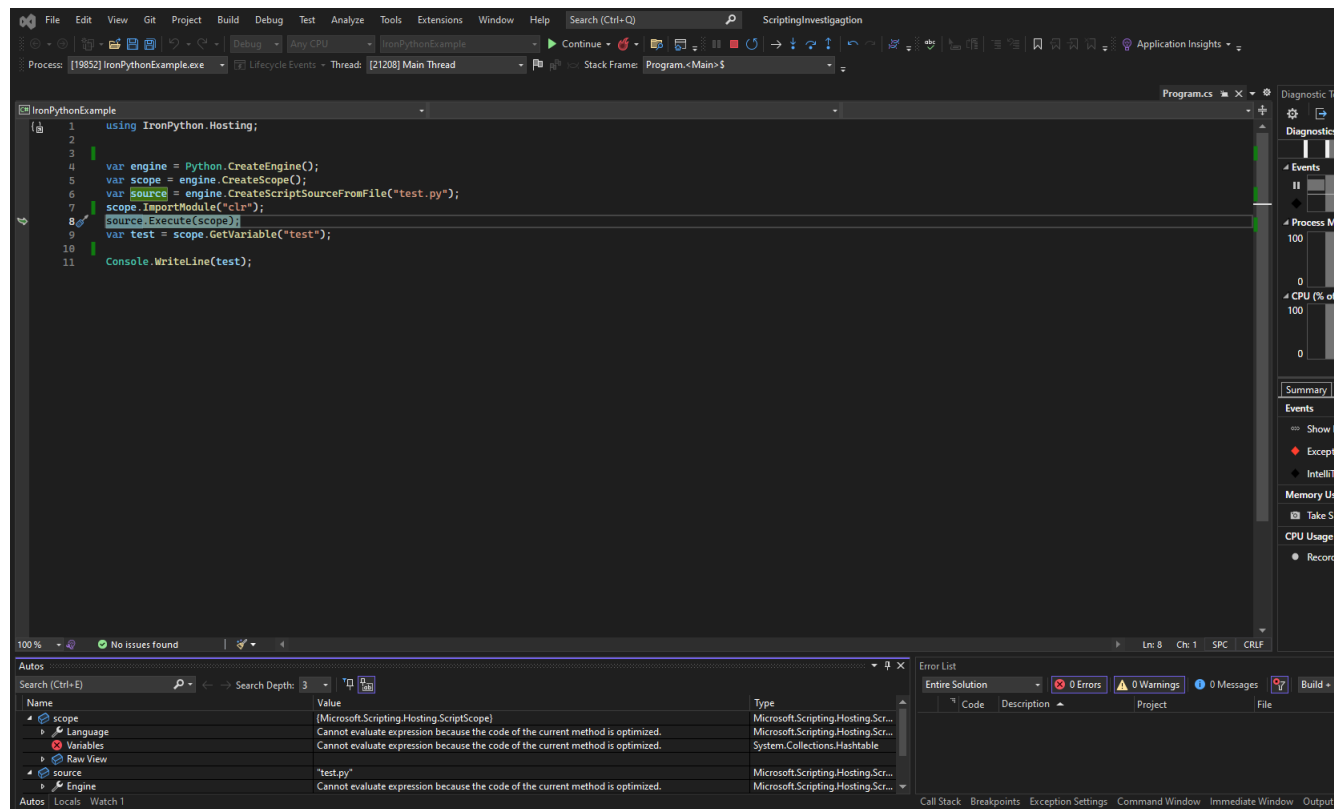 File Edit View Git Project Build Debug Test Analyze Tools Extensions Window Help Search (Ctrl+Q) ScriptingInvestigagtion
Debug Any CPU IronPythonExample Continue Application Insights
Process: [19852] IronPythonExample.exe Lifecycle Events Thread: [21208] Main Thread Stack Frame: Program.<Main>$
Program.cs Diagnostic T
IronPythonExample
1 using IronPython.Hosting;
2
3
4 var engine = Python.CreateEngine();
5 var scope = engine.CreateScope();
6 var source = engine.CreateScriptSourceFromFile("test.py");
7 scope.ImportModule("clr");
8 source.Execute(scope);
9 var test = scope.GetVariable("test");
10
11 Console.WriteLine(test);
Diagnostics
Events
Process M
100
0
CPU (% of
100
0
Summary
Events
Show
Except
IntelliT
Memory Us
Take S
CPU Usage
Record
100 % No issues found Ln: 8 Ch: 1 SPC CRLF
Autos
Search (Ctrl+E) Search Depth: 3
Name Value Type
scope {Microsoft.Scripting.Hosting.ScriptScope} Microsoft.Scripting.Hosting.Scr...
Language Cannot evaluate expression because the code of the current method is optimized. Microsoft.Scripting.Hosting.Scr...
Variables Cannot evaluate expression because the code of the current method is optimized. System.Collections.Hashtable
Raw View
source "test.py" Microsoft.Scripting.Hosting.Scr...
Engine Cannot evaluate expression because the code of the current method is optimized. Microsoft.Scripting.Hosting.Scr...
Autos Locals Watch 1
Error List
Entire Solution 0 Errors 0 Warnings 0 Messages Build +
Code Description Project File
Call Stack Breakpoints Exception Settings Command Window Immediate Window Output